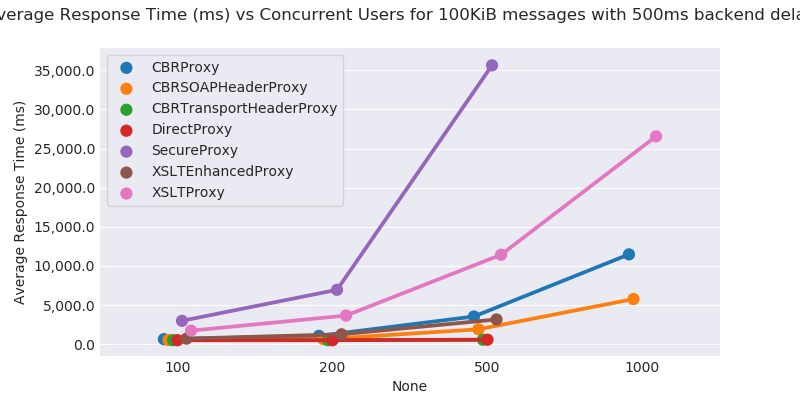 verage Response Time (ms) vs Concurrent Users for 100KiB messages with 500ms backend dela
CBRProxy
CBRSOAPHeaderProxy
CBRTransportHeaderProxy
DirectProxy
SecureProxy
XSLTEnhancedProxy
XSLTProxy
Average Response Time (ms)
35,000.0
30,000.0
25,000.0
20,000.0
15,000.0
10,000.0
5,000.0
0.0
100 200 500 1000
None